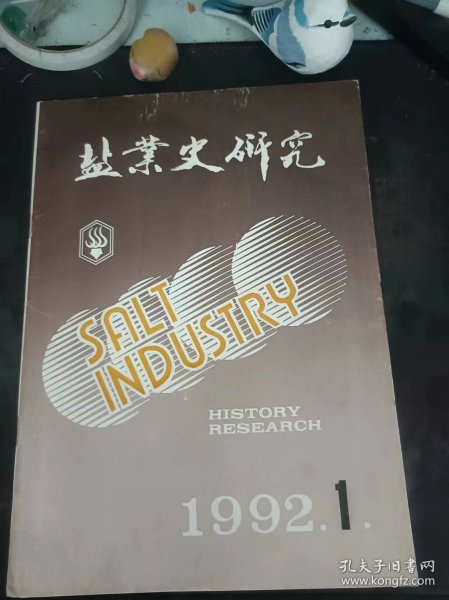 盐業史研究
SALT
INDUSTRY
HISTORY
RESEARCH
1992.1.
孔夫子旧书网
www.kongfz.com